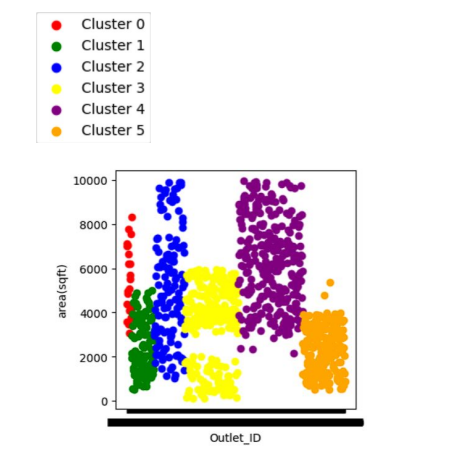 Cluster 0
Cluster 1
Cluster 2
Cluster 3
Cluster 4
Cluster 5
10000
8000
6000
4000
2000
0
area(sqft)
Outlet_ID